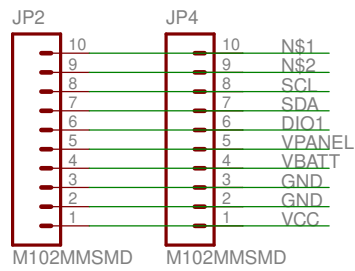 JP2 JP4
10 10 N$1
9 9 N$2
8 8 SCL
7 7 SDA
6 6 DIO1
5 5 VPANEL
4 4 VBATT
3 3 GND
2 2 GND
1 1 VCC
M102MMSMD M102MMSMD